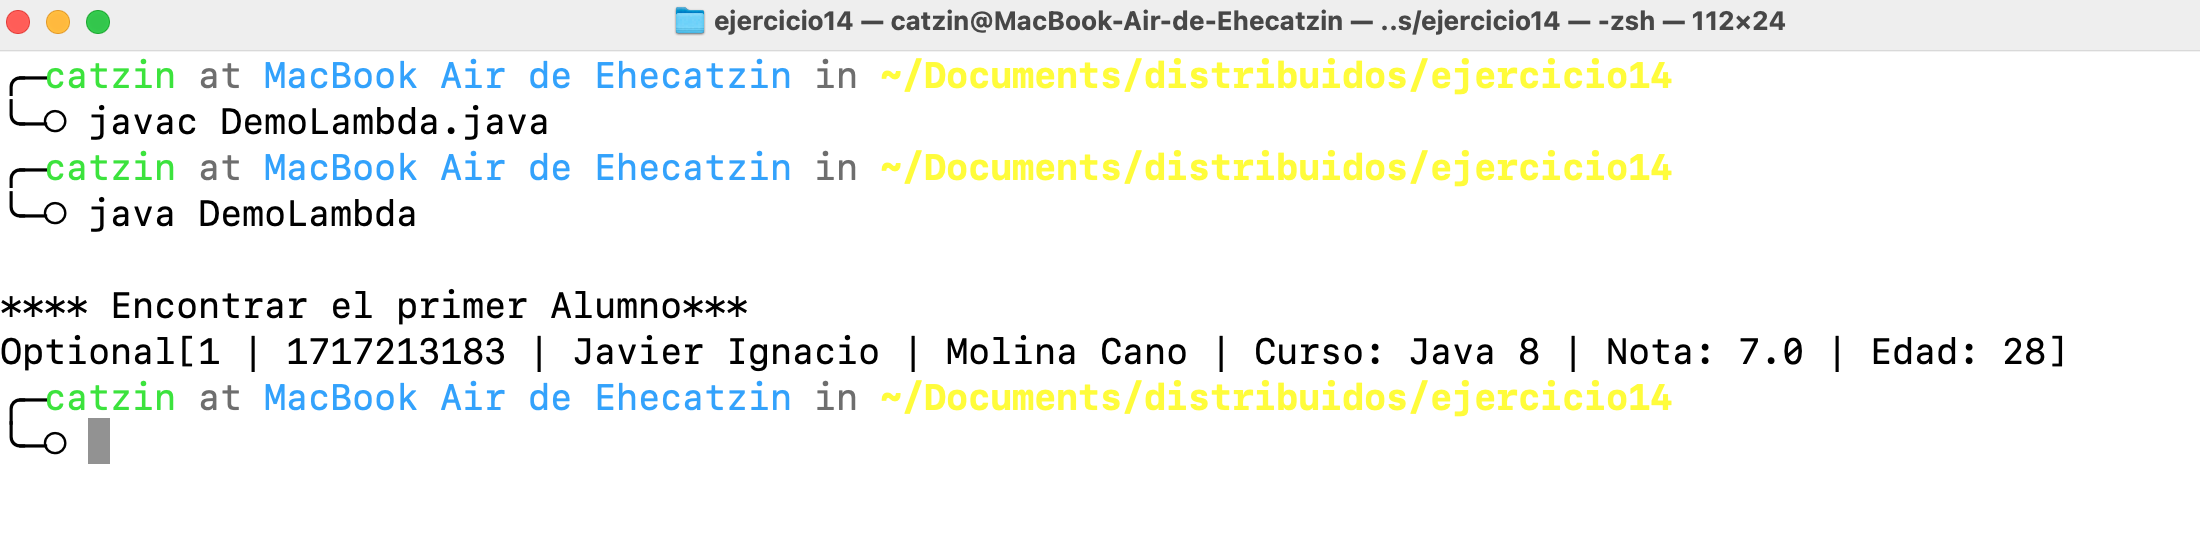 ejercicio14 — catzin@MacBook-Air-de-Ehecatzin — ..s/ejercicio14 — -zsh — 112×24
╭─catzin at MacBook Air de Ehecatzin in ~/Documents/distribuidos/ejercicio14
╰─○ javac DemoLambda.java
╭─catzin at MacBook Air de Ehecatzin in ~/Documents/distribuidos/ejercicio14
╰─○ java DemoLambda
**** Encontrar el primer Alumno***
Optional[1 | 1717213183 | Javier Ignacio | Molina Cano | Curso: Java 8 | Nota: 7.0 | Edad: 28]
╭─catzin at MacBook Air de Ehecatzin in ~/Documents/distribuidos/ejercicio14
╰─○